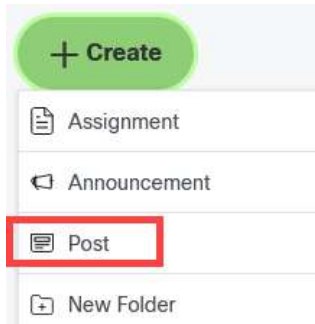 + Create
Assignment
Announcement
Post
New Folder